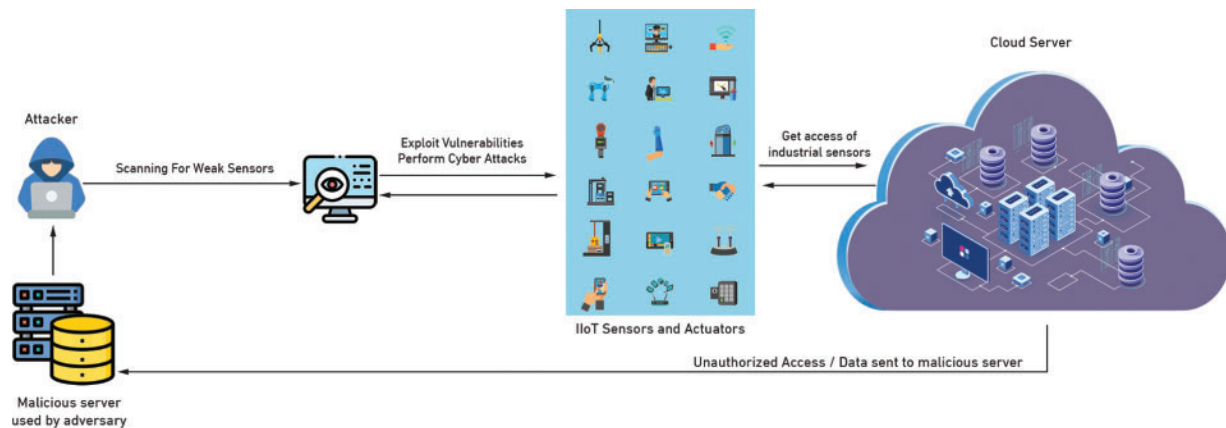 Cloud Server
Attacker
Scanning For Weak Sensors
Exploit Vulnerabilities
Perform Cyber Attacks
Get access of
industrial sensors
IIoT Sensors and Actuators
Unauthorized Access / Data sent to malicious server
Malicious server
used by adversary